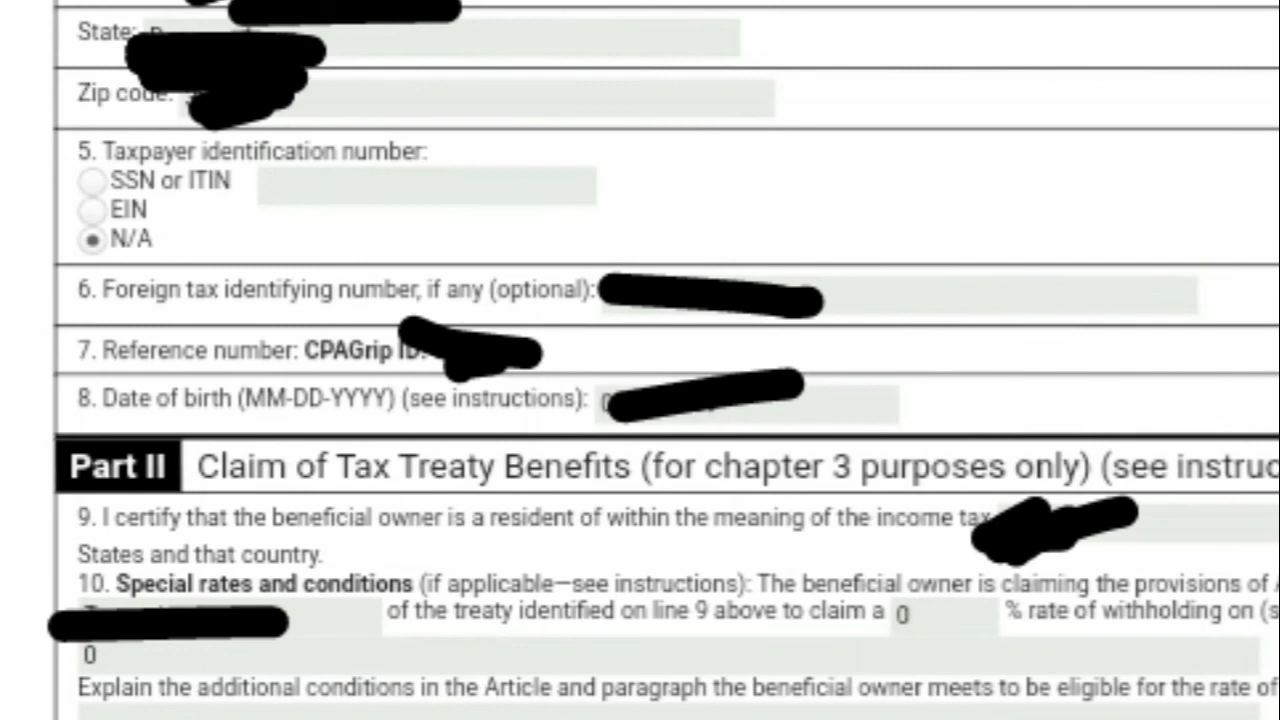 State:
Zip code:
5. Taxpayer identification number:
SSN or ITIN
EIN
N/A
6. Foreign tax identifying number, if any (optional):
7. Reference number: CPAGrip ID:
8. Date of birth (MM-DD-YYYY) (see instructions):
Part II Claim of Tax Treaty Benefits (for chapter 3 purposes only) (see
9. I certify that the beneficial owner is a resident of within the meaning of the income tax
States and that country.
10. Special rates and conditions (if applicable—see instructions): The beneficial owner is claiming the provisions of
of the treaty identified on line 9 above to claim a 0 % rate of withholding on
0
Explain the additional conditions in the Article and paragraph the beneficial owner meets to be eligible for the rate of